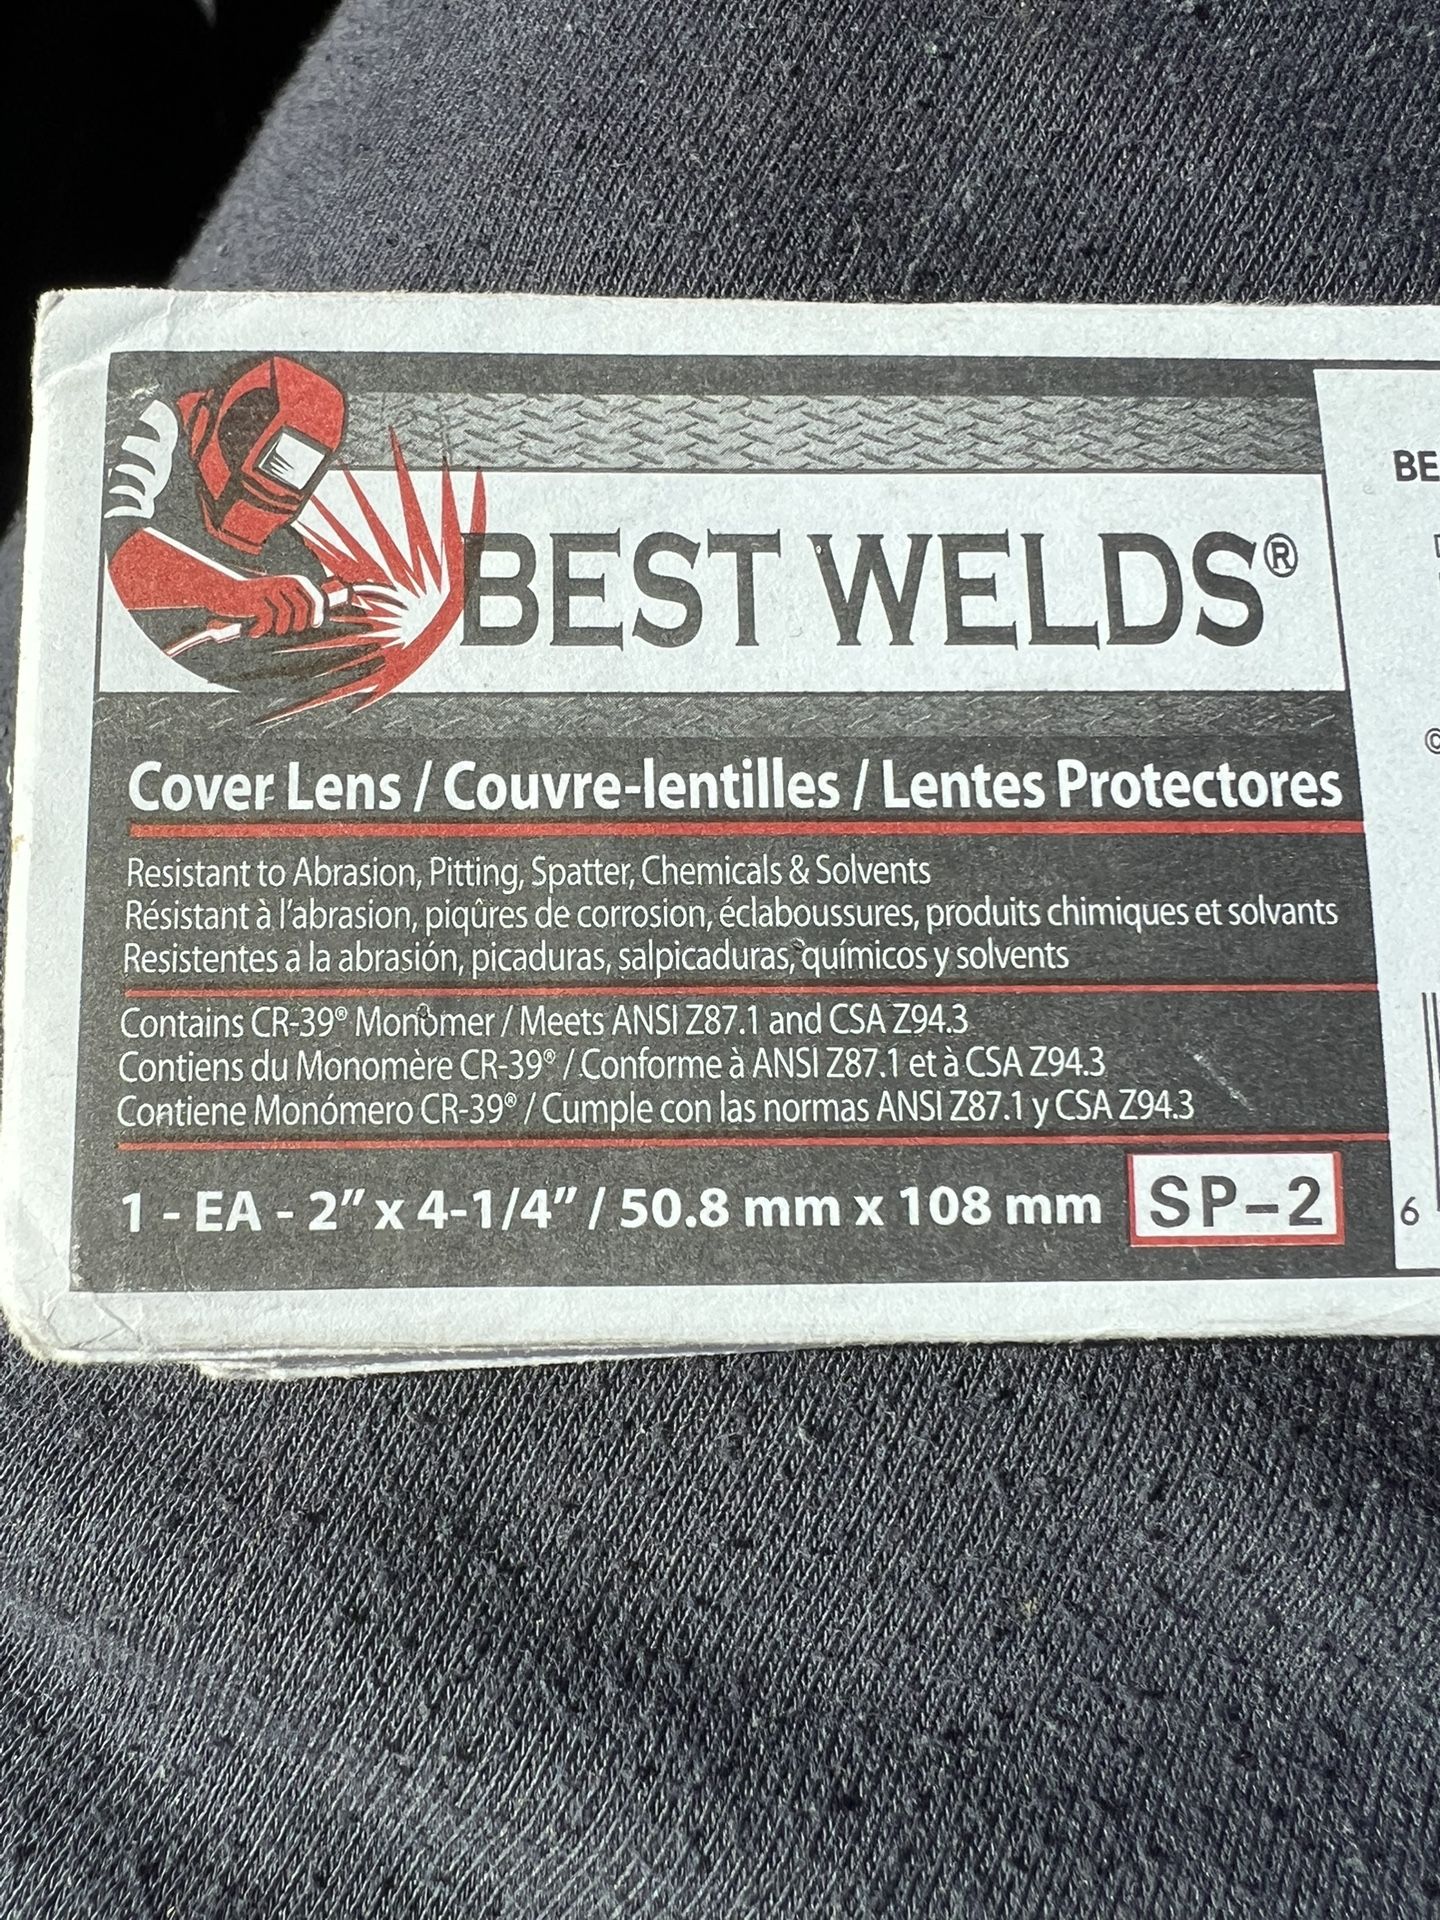 BEST WELDS®
Cover Lens / Couvre-lentilles / Lentes Protectores
Resistant to Abrasion, Pitting, Spatter, Chemicals & Solvents
Résistant à l'abrasion, piqûres de corrosion, éclaboussures, produits chimiques et solvants
Resistentes a la abrasión, picaduras, salpicaduras, químicos y solvents
Contains CR-39® Monomer / Meets ANSI Z87.1 and CSA Z94.3
Contiens du Monomère CR-39® / Conforme à ANSI Z87.1 et à CSA Z94.3
Contiene Monómero CR-39® / Cumple con las normas ANSI Z87.1 y CSA Z94.3
1 - EA - 2” x 4-1/4” / 50.8 mm x 108 mm SP-2
BE
©
6